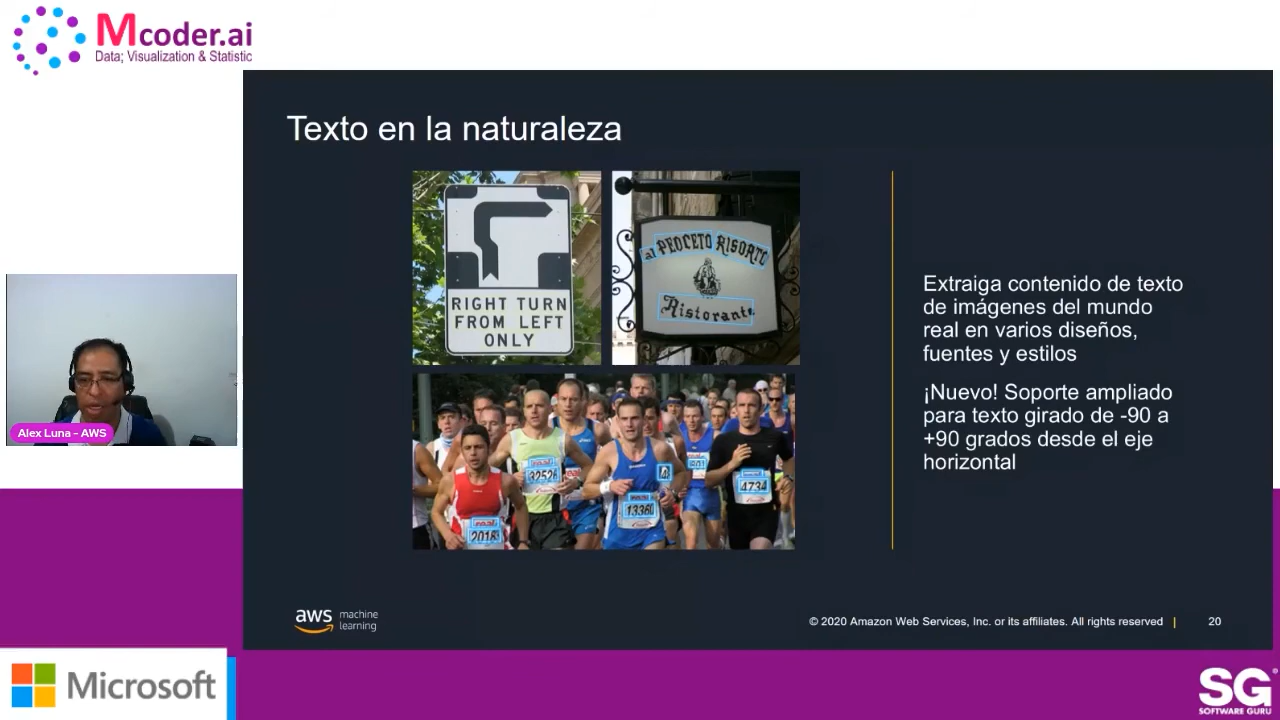 Mcoder.ai
Data; Visualization & Statistic
Texto en la naturaleza
RIGHT TURN
FROM LEFT
ONLY
al PEOCETO RISORTO
Ristorante
Extraiga contenido de texto
de imágenes del mundo
real en varios diseños,
fuentes y estilos
¡Nuevo! Soporte ampliado
para texto girado de -90 a
+90 grados desde el eje
horizontal
32528
13360
4734
2018
Alex Luna - AWS
aws machine
learning
© 2020 Amazon Web Services, Inc. or its affiliates. All rights reserved | 20
Microsoft
SG
SOFTWARE GURU